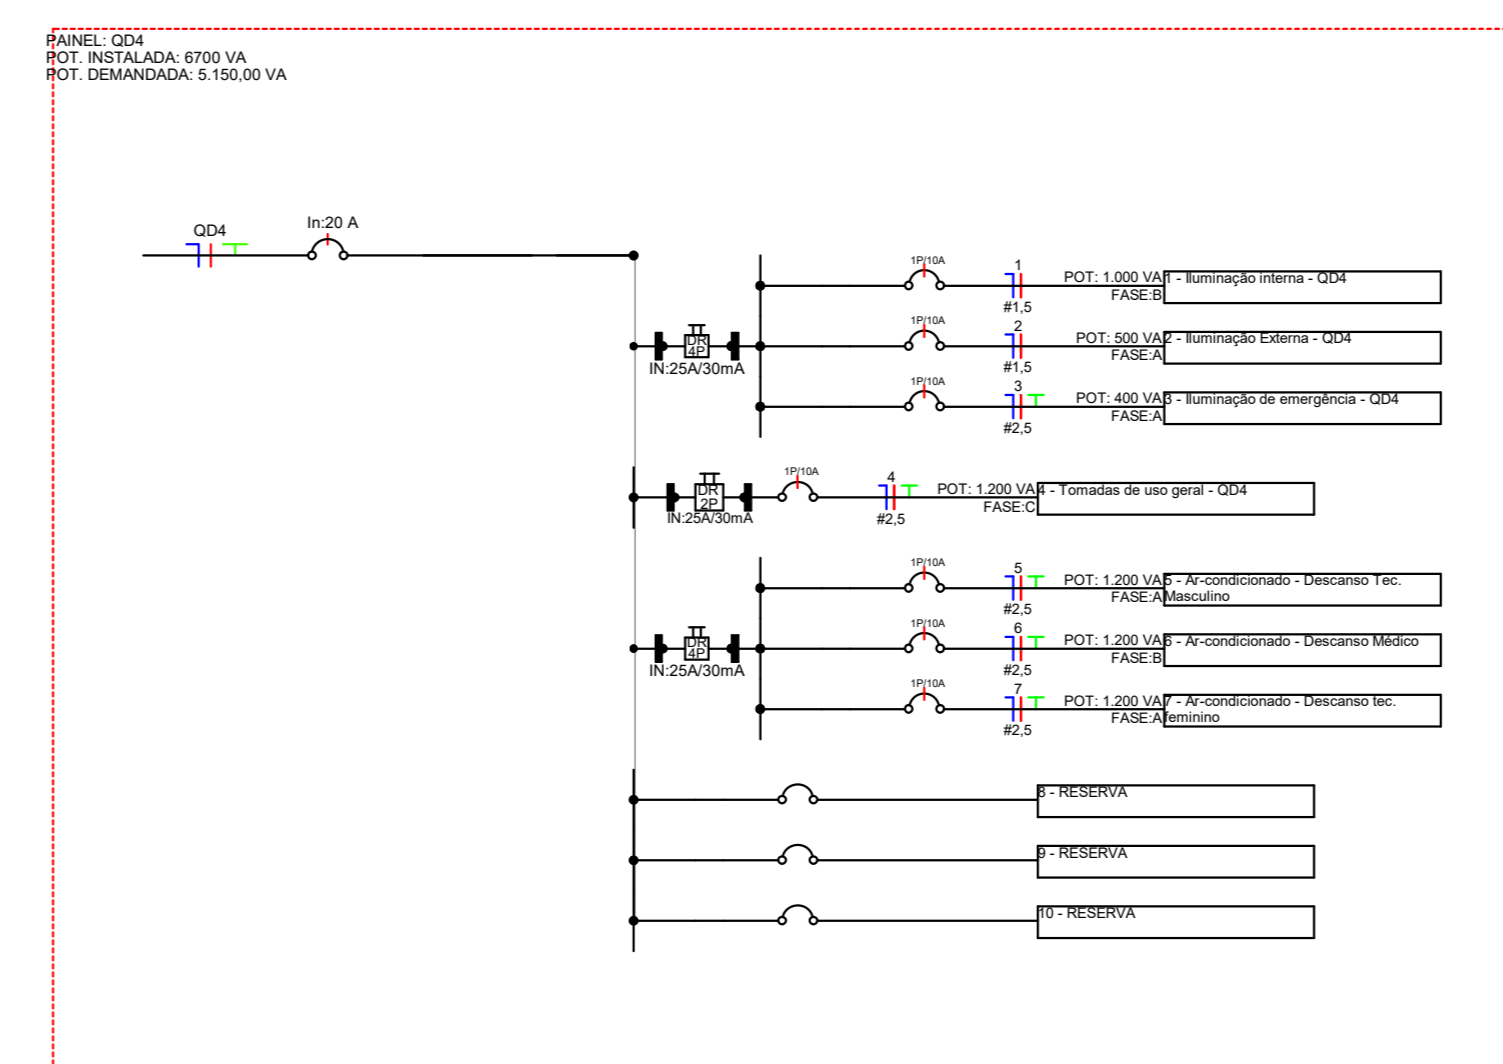 PAINEL: QD4
POT. INSTALADA: 6700 VA
POT. DEMANDADA: 5.150,00 VA
QD4
In:20 A
1P/10A
1
#1,5
POT: 1.000 VA
FASE:B
1 - Iluminação interna - QD4
1P/10A
2
#1,5
POT: 500 VA
FASE:A
2 - Iluminação Externa - QD4
DR
4P
IN:25A/30mA
1P/10A
3
#2,5
POT: 400 VA
FASE:A
3 - Iluminação de emergência - QD4
DR
2P
IN:25A/30mA
1P/10A
4
#2,5
POT: 1.200 VA
FASE:C
4 - Tomadas de uso geral - QD4
1P/10A
5
#2,5
POT: 1.200 VA
FASE:A
5 - Ar-condicionado - Descanso Tec.
Masculino
DR
4P
IN:25A/30mA
1P/10A
6
#2,5
POT: 1.200 VA
FASE:B
6 - Ar-condicionado - Descanso Médico
1P/10A
7
#2,5
POT: 1.200 VA
FASE:A
7 - Ar-condicionado - Descanso tec.
feminino
8 - RESERVA
9 - RESERVA
10 - RESERVA